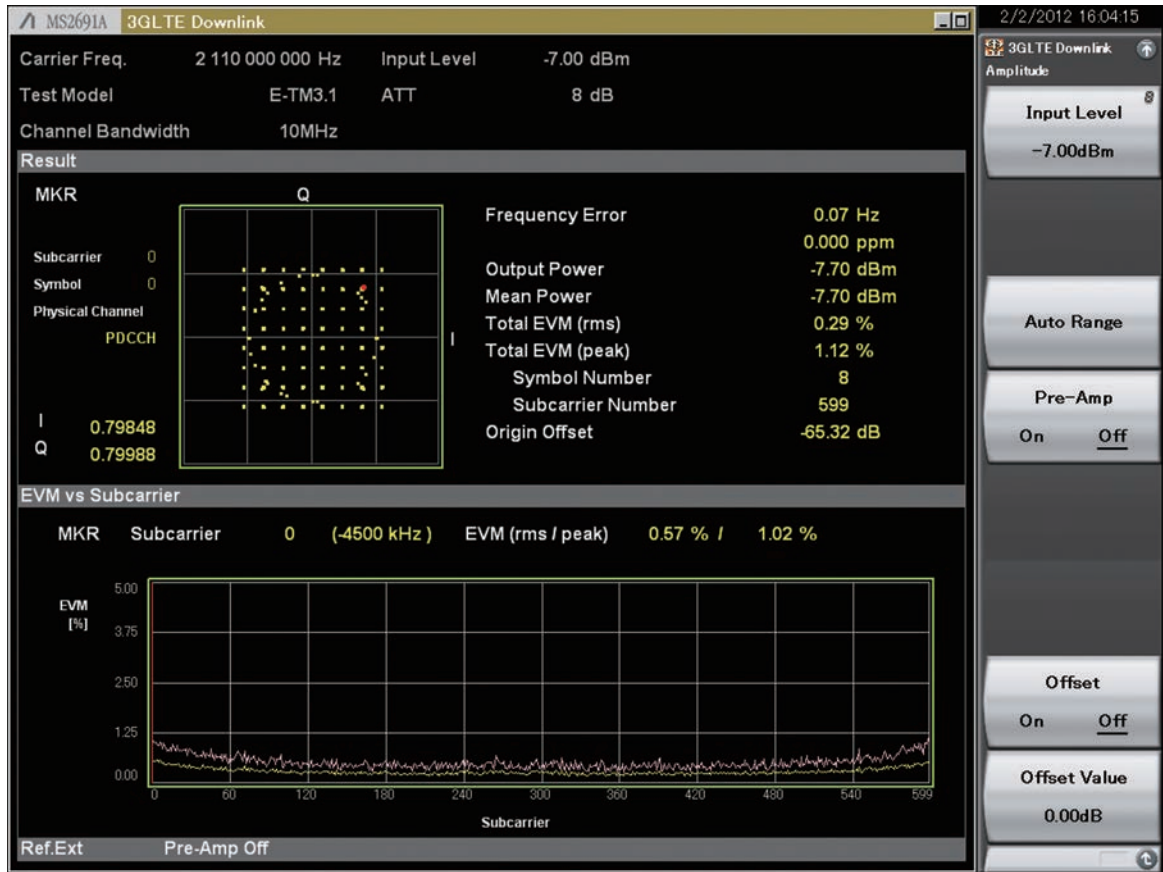 MS2691A 3GLTE Downlink
2/2/2012 16:04:15
Carrier Freq. 2 110 000 000 Hz Input Level -7.00 dBm
Test Model E-TM3.1 ATT 8 dB
Channel Bandwidth 10MHz
Result
MKR
Q
Subcarrier 0
Symbol 0
Physical Channel
PDCCH
I
I 0.79848
Q 0.79988
Frequency Error 0.07 Hz
0.000 ppm
Output Power -7.70 dBm
Mean Power -7.70 dBm
Total EVM (rms) 0.29 %
Total EVM (peak) 1.12 %
Symbol Number 8
Subcarrier Number 599
Origin Offset -65.32 dB
EVM vs Subcarrier
MKR Subcarrier 0 (-4500 kHz ) EVM (rms / peak) 0.57 % / 1.02 %
EVM
[%]
5.00
3.75
2.50
1.25
0.00
0 60 120 180 240 300 360 420 480 540 599
Subcarrier
Ref.Ext Pre-Amp Off
3GLTE Downlink
Amplitude
8
Input Level
-7.00dBm
Auto Range
Pre-Amp
On Off
Offset
On Off
Offset Value
0.00dB